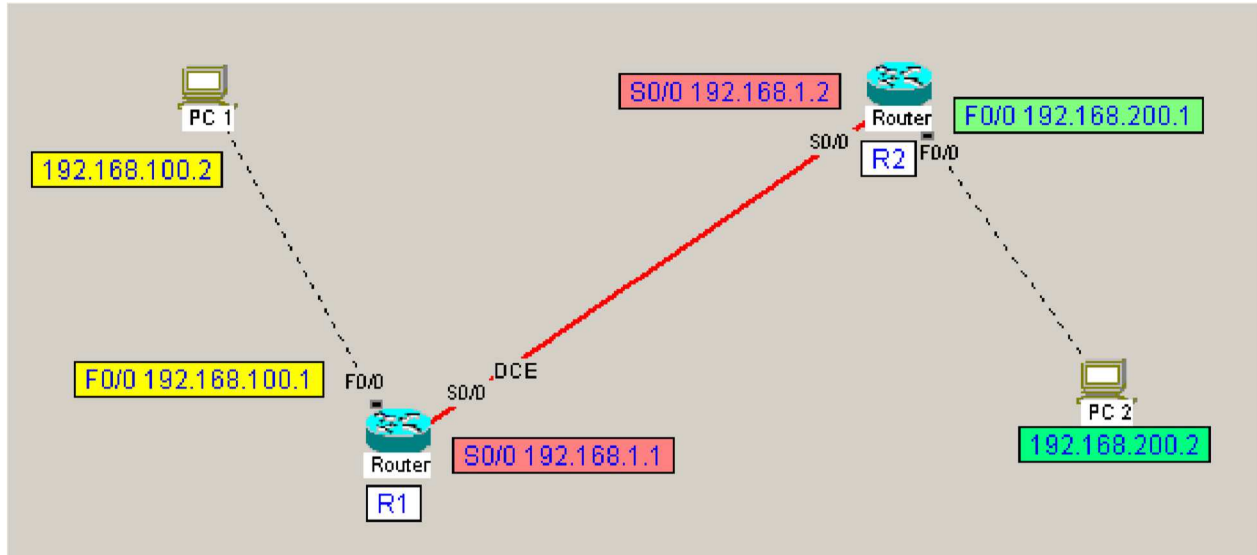 PC 1
192.168.100.2
S0/0 192.168.1.2
Router
F0/0 192.168.200.1
S0/0
R2
F0/0
F0/0 192.168.100.1
F0/0
S0/0
DCE
Router
S0/0 192.168.1.1
R1
PC 2
192.168.200.2